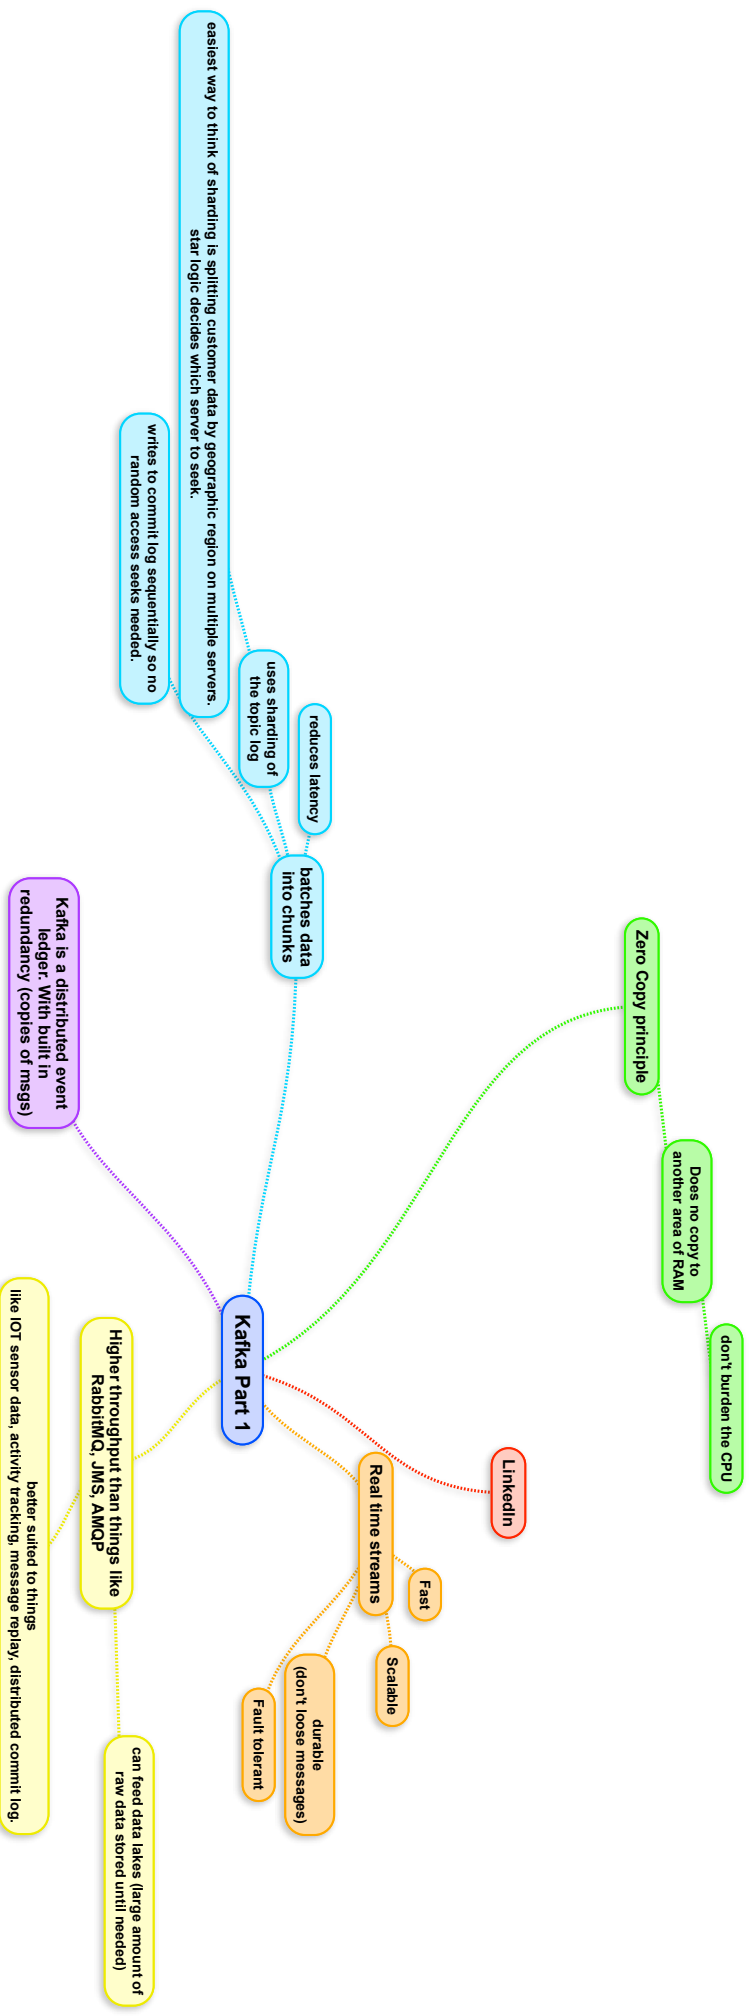 don't burden the CPU
Does no copy to
another area of RAM
Zero Copy principle
LinkedIn
Fast
Scalable
Real time streams
durable
(don't loose messages)
Fault tolerant
reduces latency
batches data
into chunks
uses sharding of
the topic log
easiest way to think of sharding is splitting customer data by geographic region on multiple servers.
star logic decides which server to seek.
writes to commit log sequentially so no
random access seeks needed.
Kafka Part 1
Kafka is a distributed event
ledger. With built in
redundancy (copies of msgs)
Higher throughput than things like
RabbitMQ, JMS, AMQP
can feed data lakes (large amount of
raw data stored until needed)
better suited to things
like IOT sensor data, activity tracking, message replay, distributed commit log.